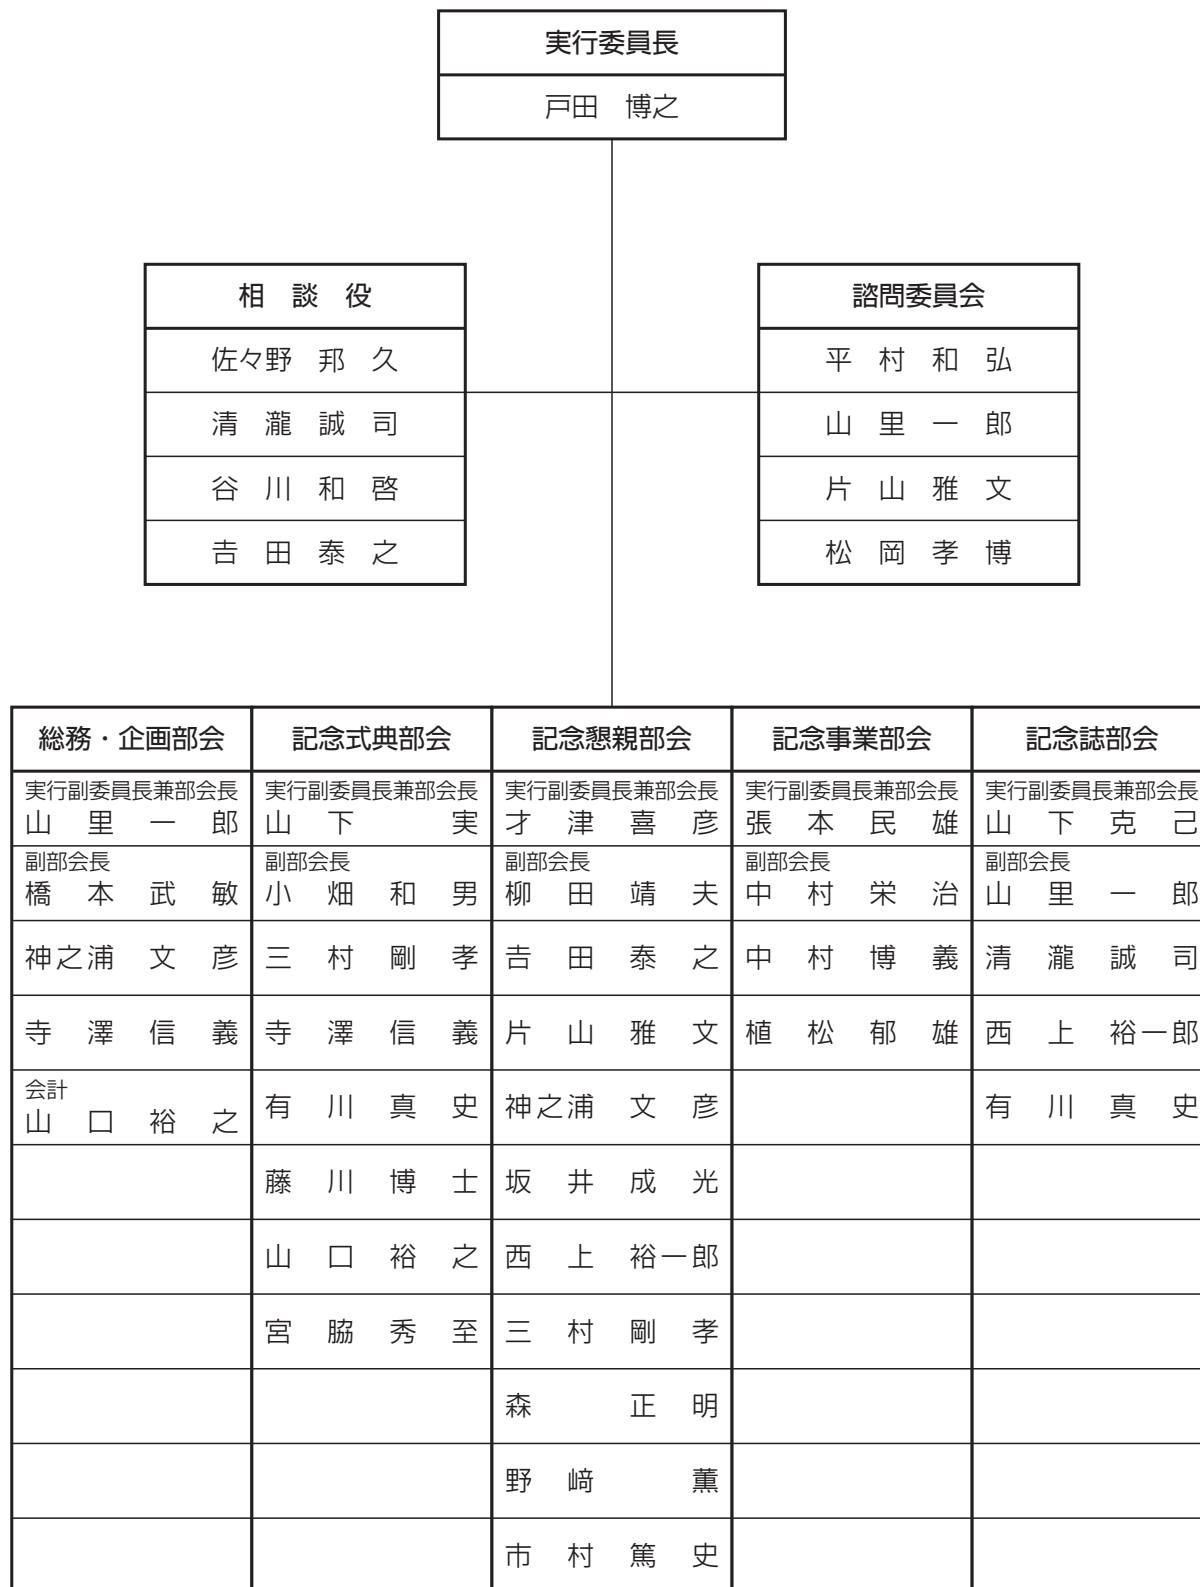 実行委員長
戸田　博之
相　談　役
佐々野　邦　久
清　瀧　誠　司
谷　川　和　啓
𠮷　田　泰　之
諮問委員会
平　村　和　弘
山　里　一　郎
片　山　雅　文
松　岡　孝　博
総務・企画部会
実行副委員長兼部会長
山　里　一　郎
副部会長
橋　本　武　敏
神之浦　文　彦
寺　澤　信　義
会計
山　口　裕　之
記念式典部会
実行副委員長兼部会長
山　下　　　実
副部会長
小　畑　和　男
三　村　剛　孝
寺　澤　信　義
有　川　真　史
藤　川　博　士
山　口　裕　之
宮　脇　秀　至
記念懇親部会
実行副委員長兼部会長
才　津　喜　彦
副部会長
柳　田　靖　夫
𠮷　田　泰　之
片　山　雅　文
神之浦　文　彦
坂　井　成　光
西　上　裕一郎
三　村　剛　孝
森　　　正　明
野　﨑　　　薫
市　村　篤　史
記念事業部会
実行副委員長兼部会長
張　本　民　雄
副部会長
中　村　栄　治
中　村　博　義
植　松　郁　雄
記念誌部会
実行副委員長兼部会長
山　下　克　己
副部会長
山　里　一　郎
清　瀧　誠　司
西　上　裕一郎
有　川　真　史